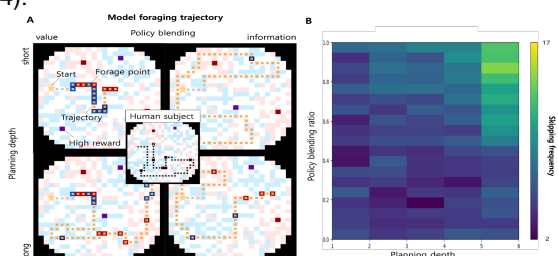 4).
A
Model foraging trajectory
Policy blending
value
information
short
Planning depth
ong
Start
Forage point
Trajectory
High reward
Human subject
B
Policy blending ratio
1.0
0.8
0.6
0.4
0.2
0.0
1 2 3 4 5 6
Planning depth
17
2
Skipping frequency